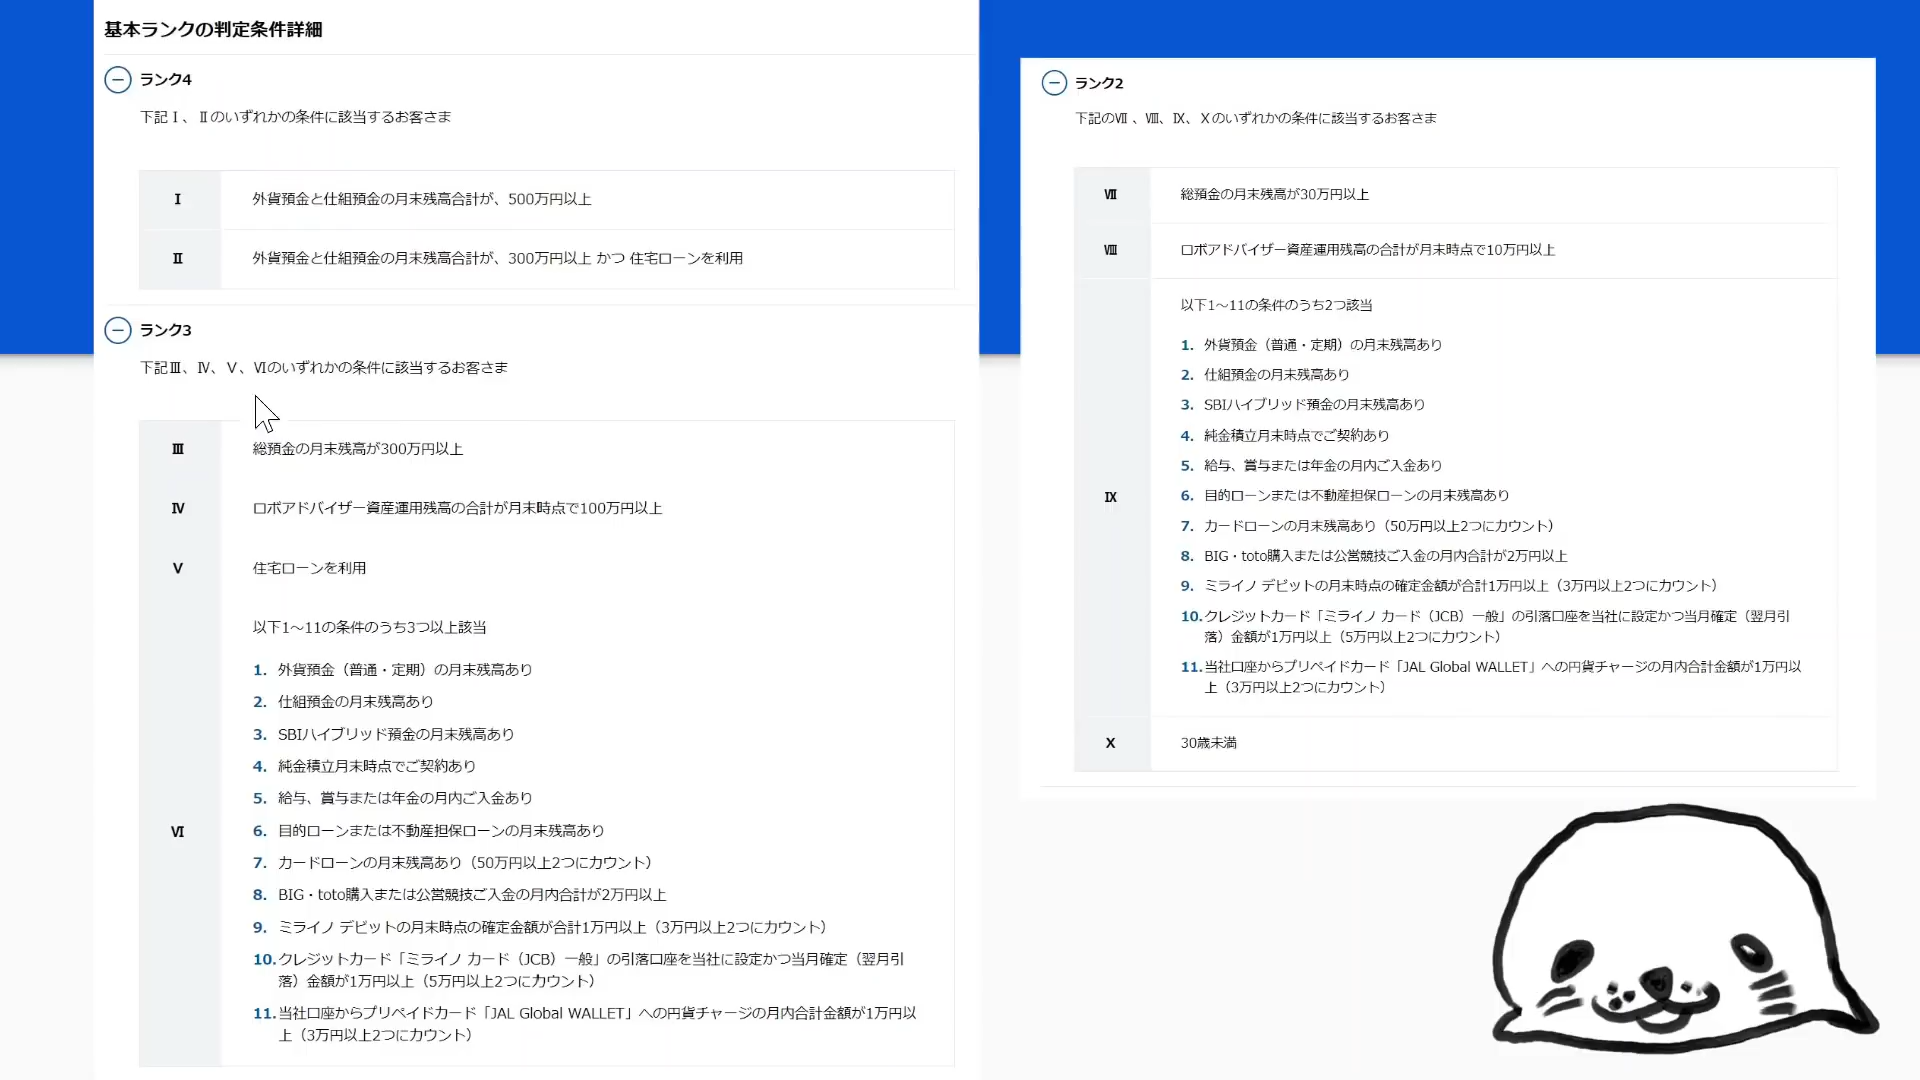 基本ランクの判定条件詳細
ランク4
下記Ⅰ、Ⅱのいずれかの条件に該当するお客さま
Ⅰ 外貨預金と仕組預金の月末残高合計が、500万円以上
Ⅱ 外貨預金と仕組預金の月末残高合計が、300万円以上 かつ 住宅ローンを利用
ランク3
下記Ⅲ、Ⅳ、Ⅴ、Ⅵのいずれかの条件に該当するお客さま
Ⅲ 総預金の月末残高が300万円以上
Ⅳ ロボアドバイザー資産運用残高の合計が月末時点で100万円以上
Ⅴ 住宅ローンを利用
以下1～11の条件のうち3つ以上該当
1. 外貨預金（普通・定期）の月末残高あり
2. 仕組預金の月末残高あり
3. SBIハイブリッド預金の月末残高あり
4. 純金積立月末時点でご契約あり
5. 給与、賞与または年金の月内ご入金あり
Ⅵ
6. 目的ローンまたは不動産担保ローンの月末残高あり
7. カードローンの月末残高あり（50万円以上2つにカウント）
8. BIG・toto購入または公営競技ご入金の月内合計が2万円以上
9. ミライノ デビットの月末時点の確定金額が合計1万円以上（3万円以上2つにカウント）
10. クレジットカード「ミライノ カード（JCB）一般」の引落口座を当社に設定かつ当月確定（翌月引
落）金額が1万円以上（5万円以上2つにカウント）
11. 当社口座からプリペイドカード「JAL Global WALLET」への円貨チャージの月内合計金額が1万円以
上（3万円以上2つにカウント）
ランク2
下記のⅦ、Ⅷ、Ⅸ、Ⅹのいずれかの条件に該当するお客さま
Ⅶ 総預金の月末残高が30万円以上
Ⅷ ロボアドバイザー資産運用残高の合計が月末時点で10万円以上
以下1～11の条件のうち2つ該当
1. 外貨預金（普通・定期）の月末残高あり
2. 仕組預金の月末残高あり
3. SBIハイブリッド預金の月末残高あり
4. 純金積立月末時点でご契約あり
5. 給与、賞与または年金の月内ご入金あり
Ⅸ
6. 目的ローンまたは不動産担保ローンの月末残高あり
7. カードローンの月末残高あり（50万円以上2つにカウント）
8. BIG・toto購入または公営競技ご入金の月内合計が2万円以上
9. ミライノ デビットの月末時点の確定金額が合計1万円以上（3万円以上2つにカウント）
10. クレジットカード「ミライノ カード（JCB）一般」の引落口座を当社に設定かつ当月確定（翌月引
落）金額が1万円以上（5万円以上2つにカウント）
11. 当社口座からプリペイドカード「JAL Global WALLET」への円貨チャージの月内合計金額が1万円以
上（3万円以上2つにカウント）
Ⅹ 30歳未満